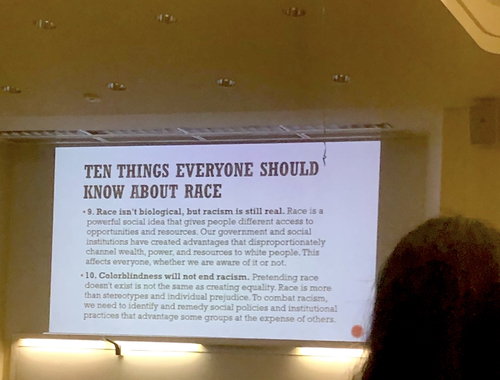 TEN THINGS EVERYONE SHOULD
KNOW ABOUT RACE
• 9. Race isn't biological, but racism is still real. Race is a
powerful social idea that gives people different access to
opportunities and resources. Our government and social
institutions have created advantages that disproportionately
channel wealth, power, and resources to white people. This
affects everyone, whether we are aware of it or not.
• 10. Colorblindness will not end racism. Pretending race
doesn't exist is not the same as creating equality. Race is more
than stereotypes and individual prejudice. To combat racism,
we need to identify and remedy social policies and institutional
practices that advantage some groups at the expense of others.